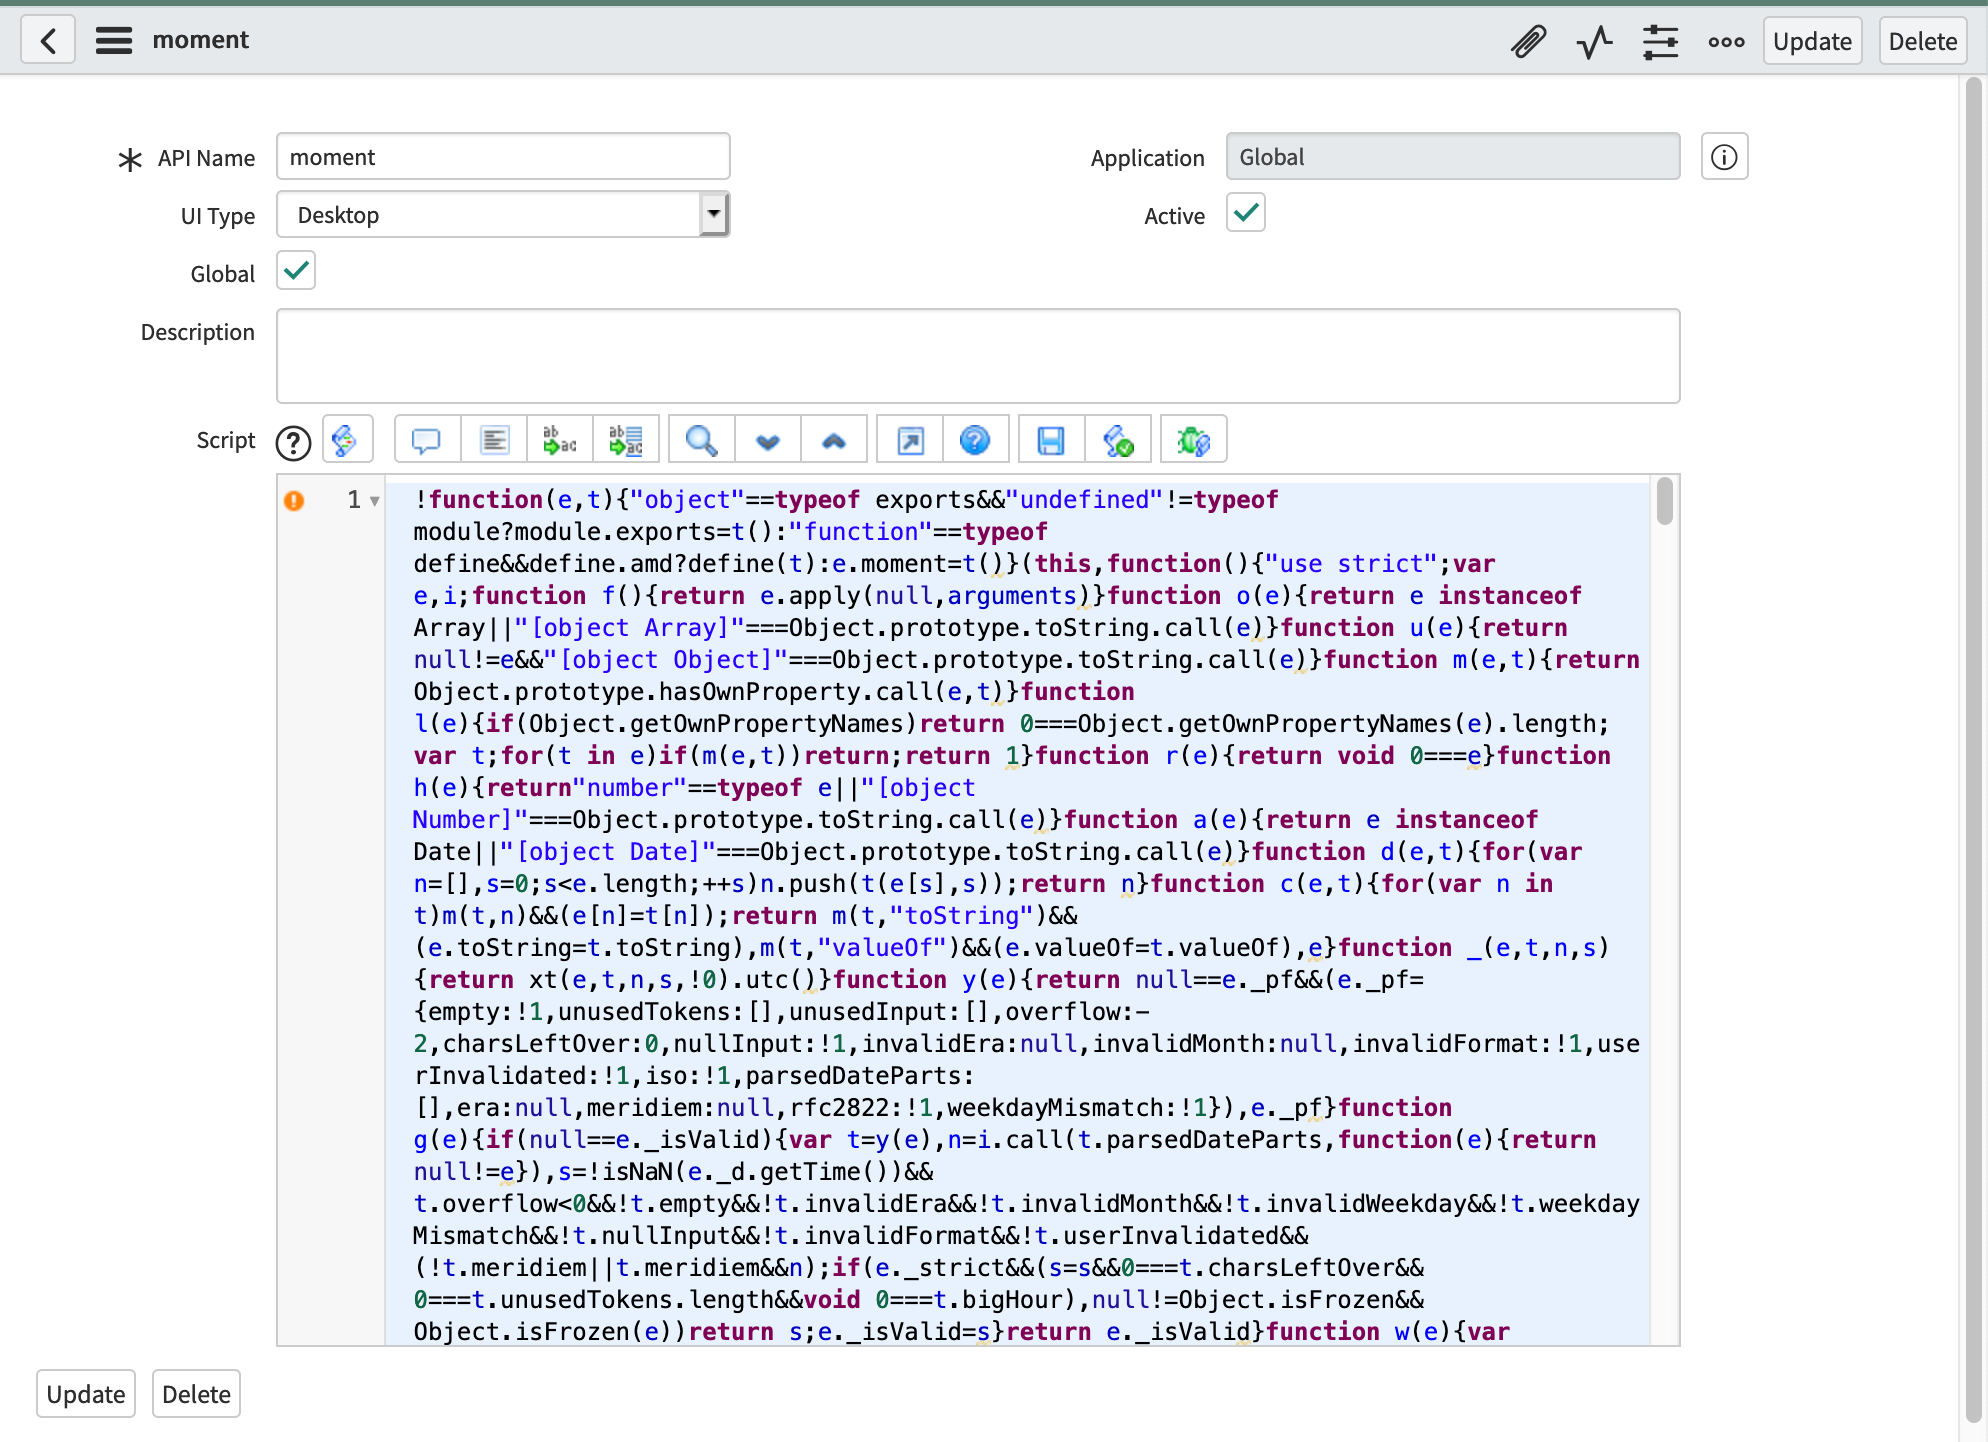 moment
Update
Delete
API Name
moment
Application
Global
UI Type
Desktop
Active
Global
Description
Script
1
!function(e,t){"object"==typeof exports&&"undefined"!=typeof
module?module.exports=t():"function"==typeof
define&&define.amd?define(t):e.moment=t()}(this,function(){"use strict";var
e,i;function f(){return e.apply(null,arguments)}function o(e){return e instanceof
Array||"[object Array]"===Object.prototype.toString.call(e)}function u(e){return
null!=e&&"[object Object]"===Object.prototype.toString.call(e)}function m(e,t){return
Object.prototype.hasOwnProperty.call(e,t)}function
l(e){if(Object.getOwnPropertyNames)return 0===Object.getOwnPropertyNames(e).length;
var t;for(t in e)if(m(e,t))return;return 1}function r(e){return void 0===e}function
h(e){return"number"==typeof e||"[object
Number]"===Object.prototype.toString.call(e)}function a(e){return e instanceof
Date||"[object Date]"===Object.prototype.toString.call(e)}function d(e,t){for(var
n=[],s=0;s<e.length;++s)n.push(t(e[s],s));return n}function c(e,t){for(var n in
t)m(t,n)&&(e[n]=t[n]);return m(t,"toString")&&
(e.toString=t.toString),m(t,"valueOf")&&(e.valueOf=t.valueOf),e}function _(e,t,n,s)
{return xt(e,t,n,s,!0).utc()}function y(e){return null==e._pf&&(e._pf=
{empty:!1,unusedTokens:[],unusedInput:[],overflow:-
2,charsLeftOver:0,nullInput:!1,invalidEra:null,invalidMonth:null,invalidFormat:!1,use
rInvalidated:!1,iso:!1,parsedDateParts:
[],era:null,meridiem:null,rfc2822:!1,weekdayMismatch:!1}),e._pf}function
g(e){if(null==e._isValid){var t=y(e),n=i.call(t.parsedDateParts,function(e){return
null!=e}),s=!isNaN(e._d.getTime())&&
t.overflow<0&&!t.empty&&!t.invalidEra&&!t.invalidMonth&&!t.invalidWeekday&&!t.weekday
Mismatch&&!t.nullInput&&!t.invalidFormat&&!t.userInvalidated&&
(!t.meridiem||t.meridiem&&n);if(e._strict&&(s=s&&0===t.charsLeftOver&&
0===t.unusedTokens.length&&void 0===t.bigHour),null!=Object.isFrozen&&
Object.isFrozen(e))return s;e._isValid=s}return e._isValid}function w(e){var
Update
Delete